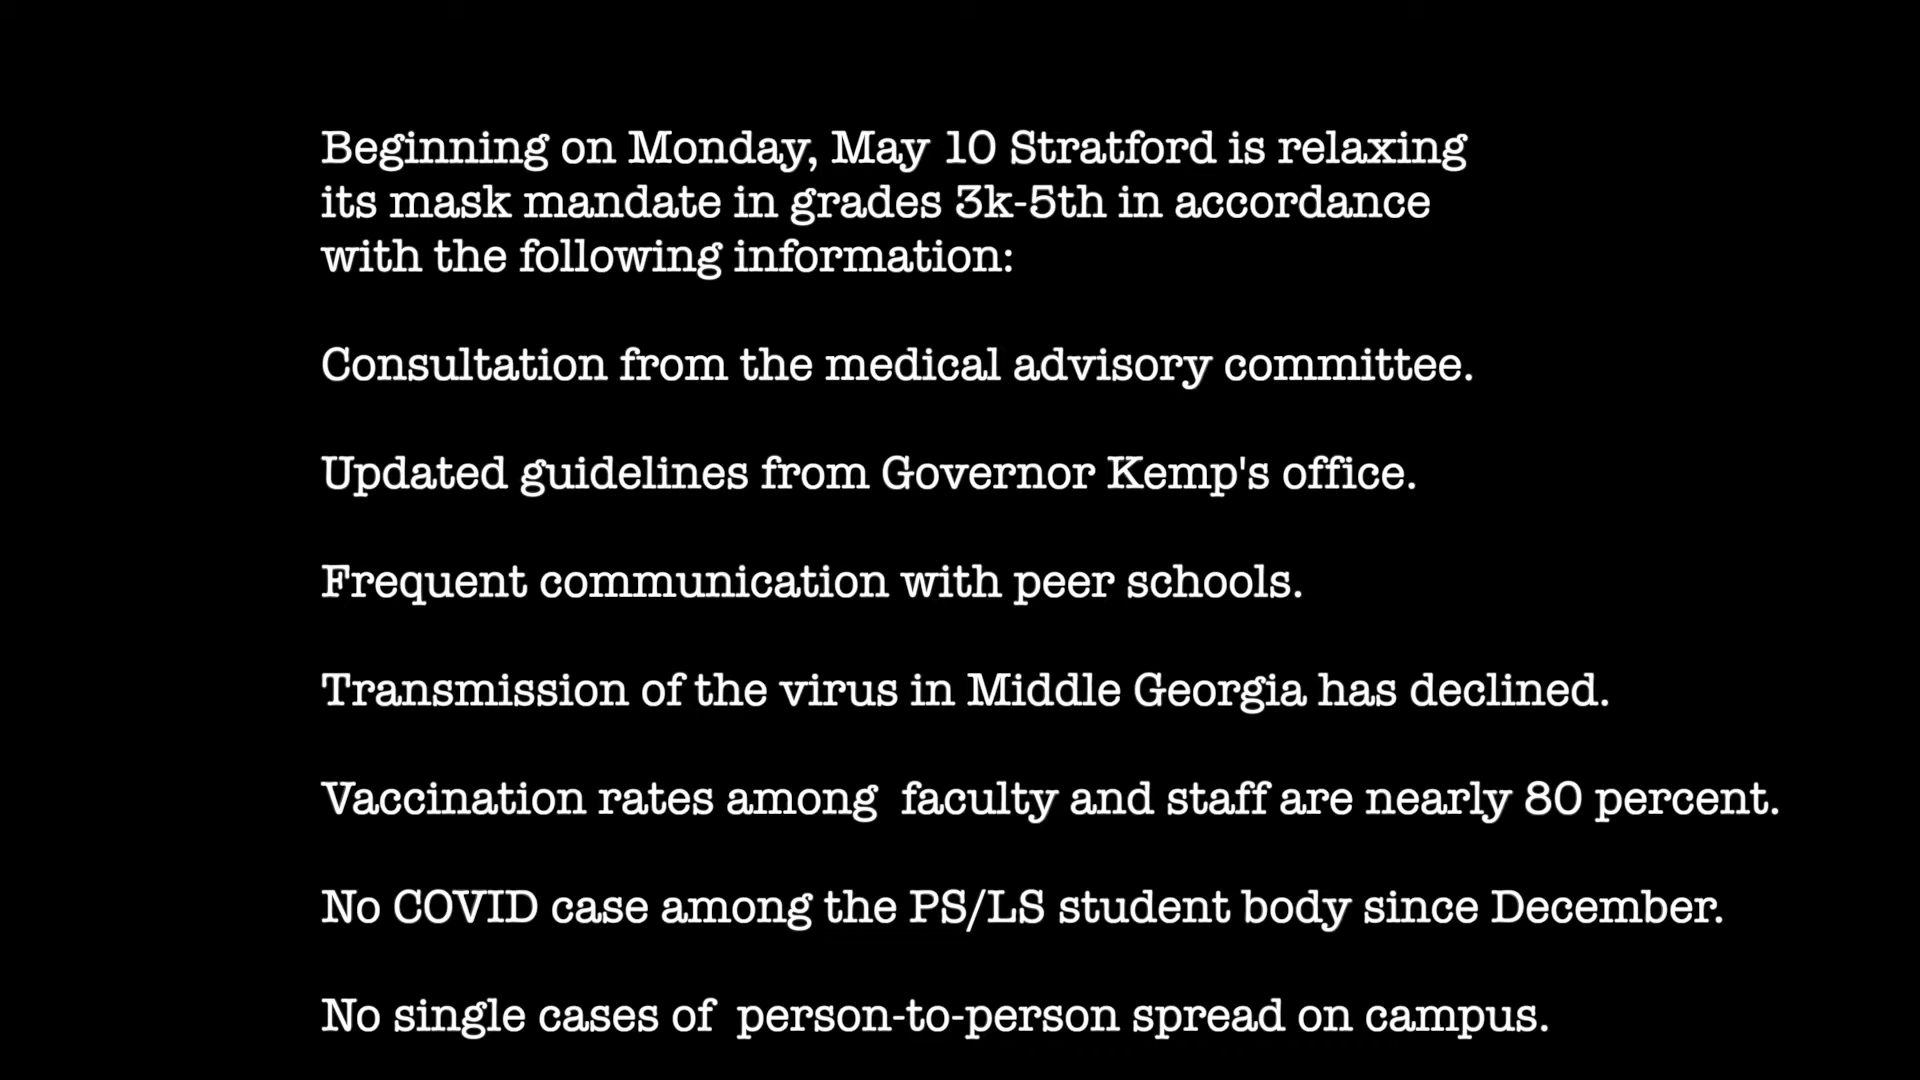 Beginning on Monday, May 10 Stratford is relaxing
its mask mandate in grades 3k-5th in accordance
with the following information:
Consultation from the medical advisory committee.
Updated guidelines from Governor Kemp's office.
Frequent communication with peer schools.
Transmission of the virus in Middle Georgia has declined.
Vaccination rates among  faculty and staff are nearly 80 percent.
No COVID case among the PS/LS student body since December.
No single cases of  person-to-person spread on campus.